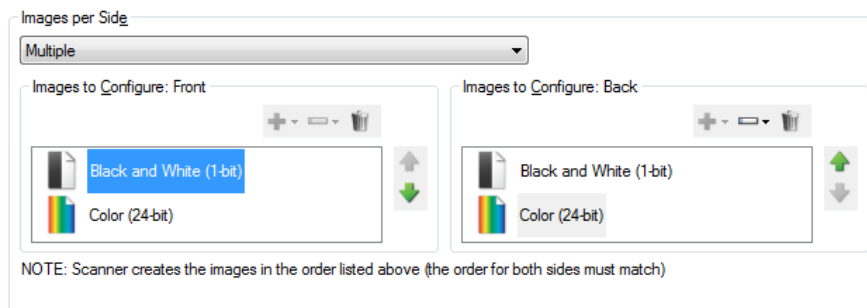 Images per Side
Multiple
Images to Configure: Front
Images to Configure: Back
Black and White (1-bit)
Black and White (1-bit)
Color (24-bit)
Color (24-bit)
NOTE: Scanner creates the images in the order listed above (the order for both sides must match)